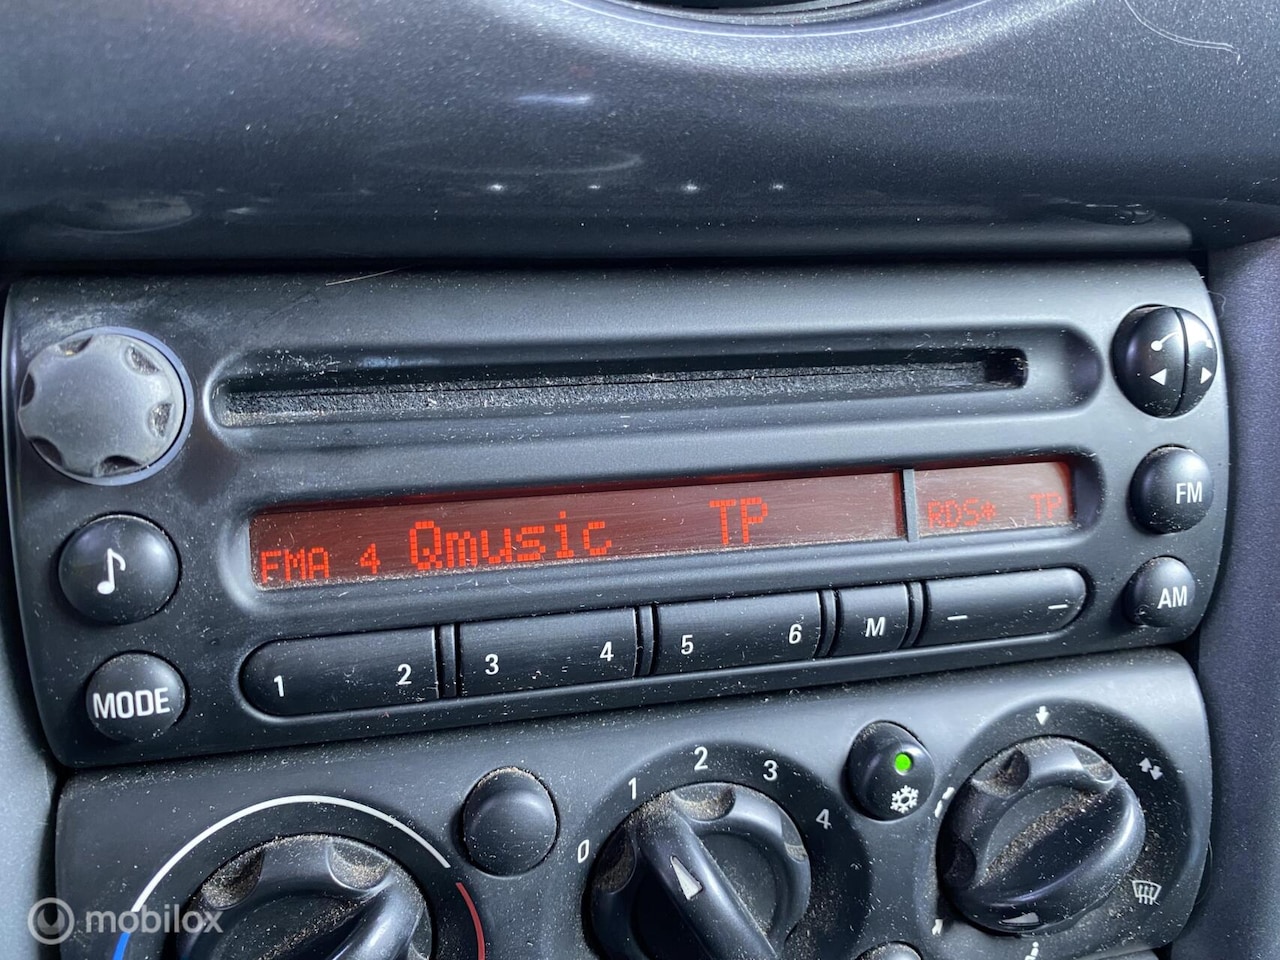 FM
FMA 4 Qmusic TP RDS* TP
AM
1 2 3 4 5 6 M
MODE
0 1 2 3 4
mobilox